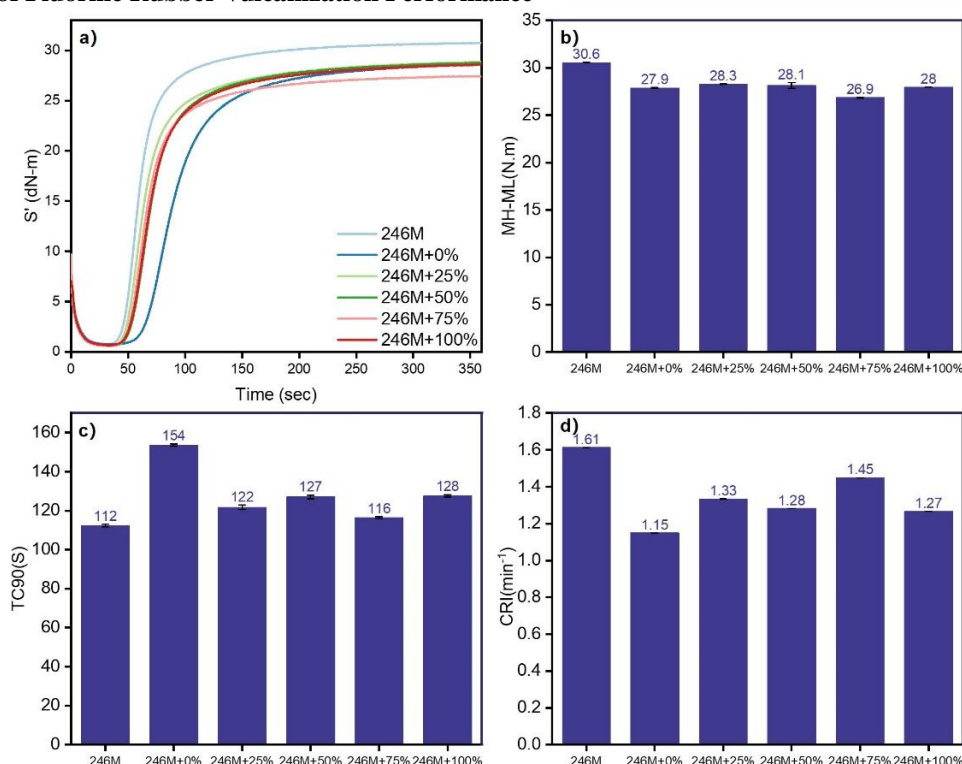 of Fluorine Rubber Vulcanization Performance
a)
S' (dN-m)
30
25
20
15
10
5
0
0 50 100 150 200 250 300 350
Time (sec)
246M
246M+0%
246M+25%
246M+50%
246M+75%
246M+100%
b)
MH-ML(N.m)
35
30
25
20
15
10
5
0
30.6 27.9 28.3 28.1 26.9 28
246M 246M+0% 246M+25% 246M+50% 246M+75% 246M+100%
c)
TC90(S)
160
140
120
100
80
60
40
20
0
112 154 122 127 116 128
246M 246M+0% 246M+25% 246M+50% 246M+75% 246M+100%
d)
CRI(min-1)
1.8
1.6
1.4
1.2
1.0
0.8
0.6
0.4
0.2
0.0
1.61 1.15 1.33 1.28 1.45 1.27
246M 246M+0% 246M+25% 246M+50% 246M+75% 246M+100%